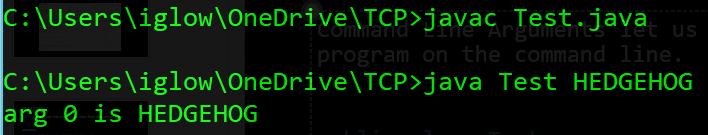 C:\Users\iglow\OneDrive\TCP>javac Test.java
Command Line Arguments let us
program on the command line.
C:\Users\iglow\OneDrive\TCP>java Test HEDGEHOG
arg 0 is HEDGEHOG